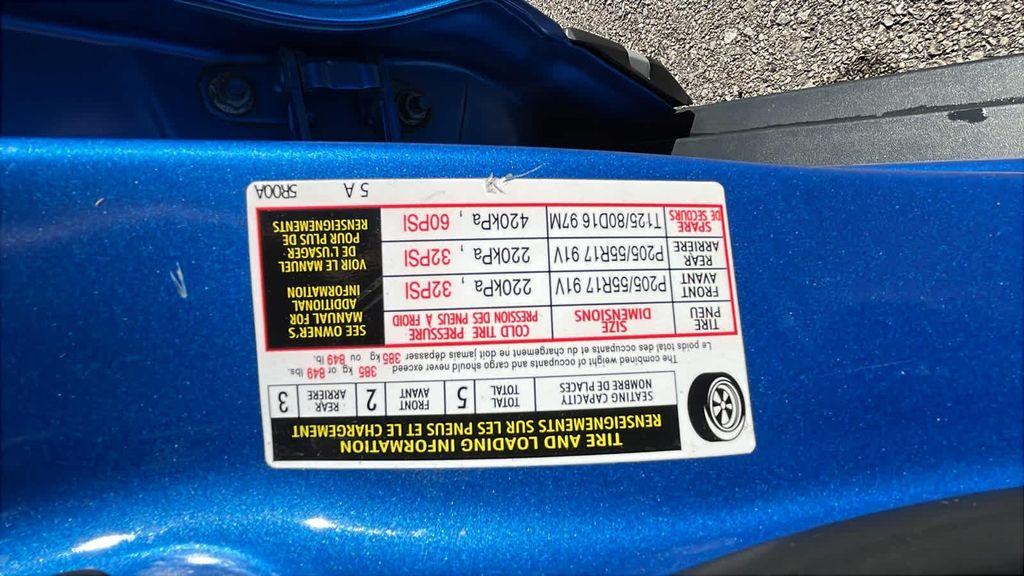 TIRE AND LOADING INFORMATION
RENSEIGNEMENTS SUR LES PNEUS ET LE CHARGEMENT
SEATING CAPACITY
NOMBRE DE PLACES
TOTAL
TOTAL
5
FRONT
AVANT
2
REAR
ARRIÈRE
3
The combined weight of occupants and cargo should never exceed 385 kg or 849 lbs.
Le poids total des occupants et du chargement ne doit jamais dépasser 385 kg ou 849 lb.
TIRE
PNEU
SIZE
DIMENSIONS
COLD TIRE PRESSURE
PRESSION DES PNEUS À FROID
FRONT
AVANT
P205/55R17 91V
220kPa, 32PSI
REAR
ARRIÈRE
P205/55R17 91V
220kPa, 32PSI
SPARE
DE SECOURS
T125/80D16 97M
420kPa, 60PSI
SEE OWNER'S
MANUAL FOR
ADDITIONAL
INFORMATION
VOIR LE MANUEL
DE L'USAGER
POUR PLUS DE
RENSEIGNEMENTS
5 A 5R00A